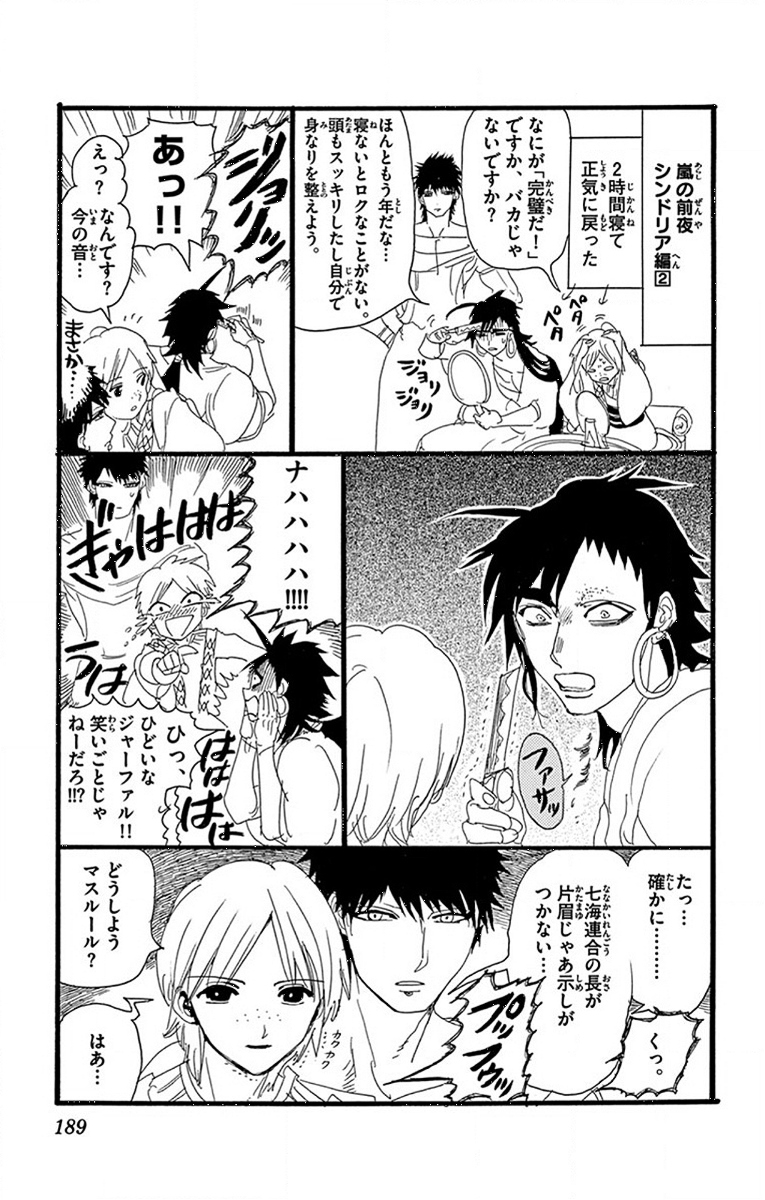 嵐の前夜
シンドリア編②
2時間寝て
正気に戻った
なにが「完璧だ！」
ですか、バカじゃ
ないですか？
ほんともう年だな…
寝ないとロクなことがない。
頭もスッキリしたし自分で
身なりを整えよう。
ペタ
ペタ
ジョリ
ジョリ
ジョリッ
あっ！！
えっ？
なんです？
今の音…
まさか…
ファサッ
ナハハハハ！！！！
ぎゃはははは
うは
ははははは
ひっ、
ひどいな
ジャーファル！！
笑いごとじゃ
ねーだろ！！？
たっ…
確かに………
くっ。
七海連合の長が
片眉じゃあ示しが
つかない…
プッフゥッ
カクカク
どうしよう
マスルール？
はあ…
189